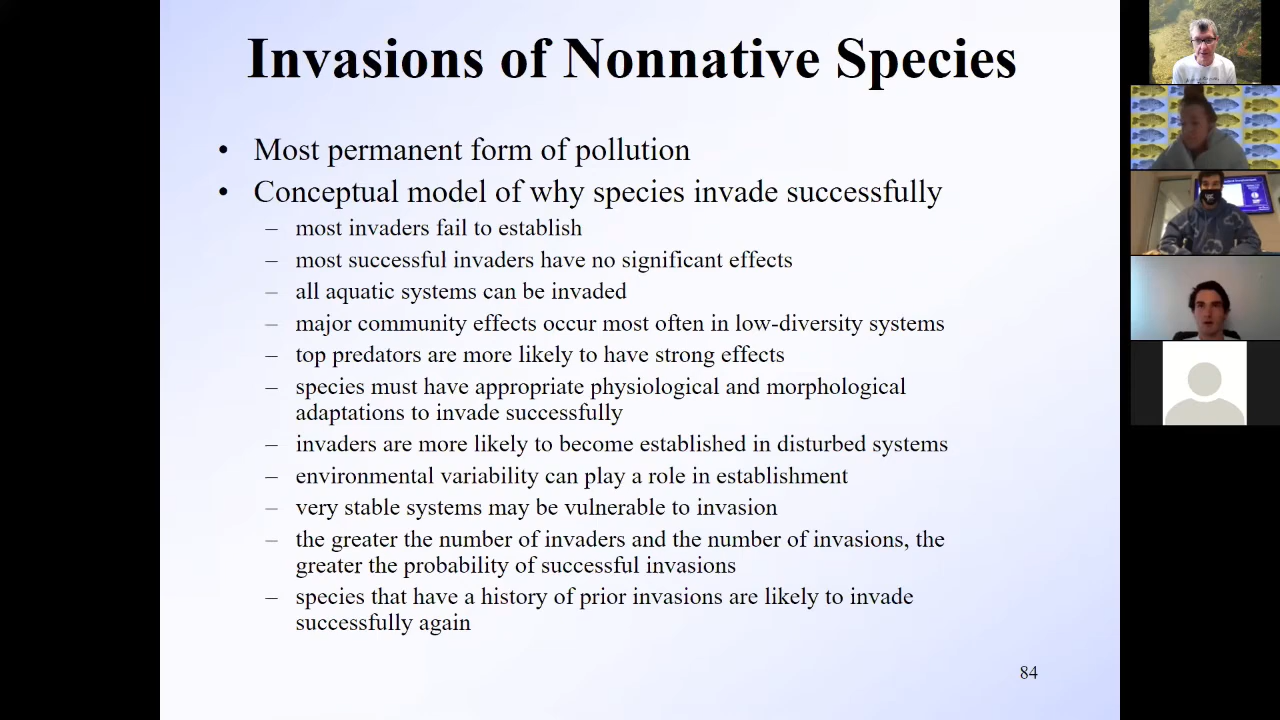 Invasions of Nonnative Species
• Most permanent form of pollution
• Conceptual model of why species invade successfully
– most invaders fail to establish
– most successful invaders have no significant effects
– all aquatic systems can be invaded
– major community effects occur most often in low-diversity systems
– top predators are more likely to have strong effects
– species must have appropriate physiological and morphological
adaptations to invade successfully
– invaders are more likely to become established in disturbed systems
– environmental variability can play a role in establishment
– very stable systems may be vulnerable to invasion
– the greater the number of invaders and the number of invasions, the
greater the probability of successful invasions
– species that have a history of prior invasions are likely to invade
successfully again
84